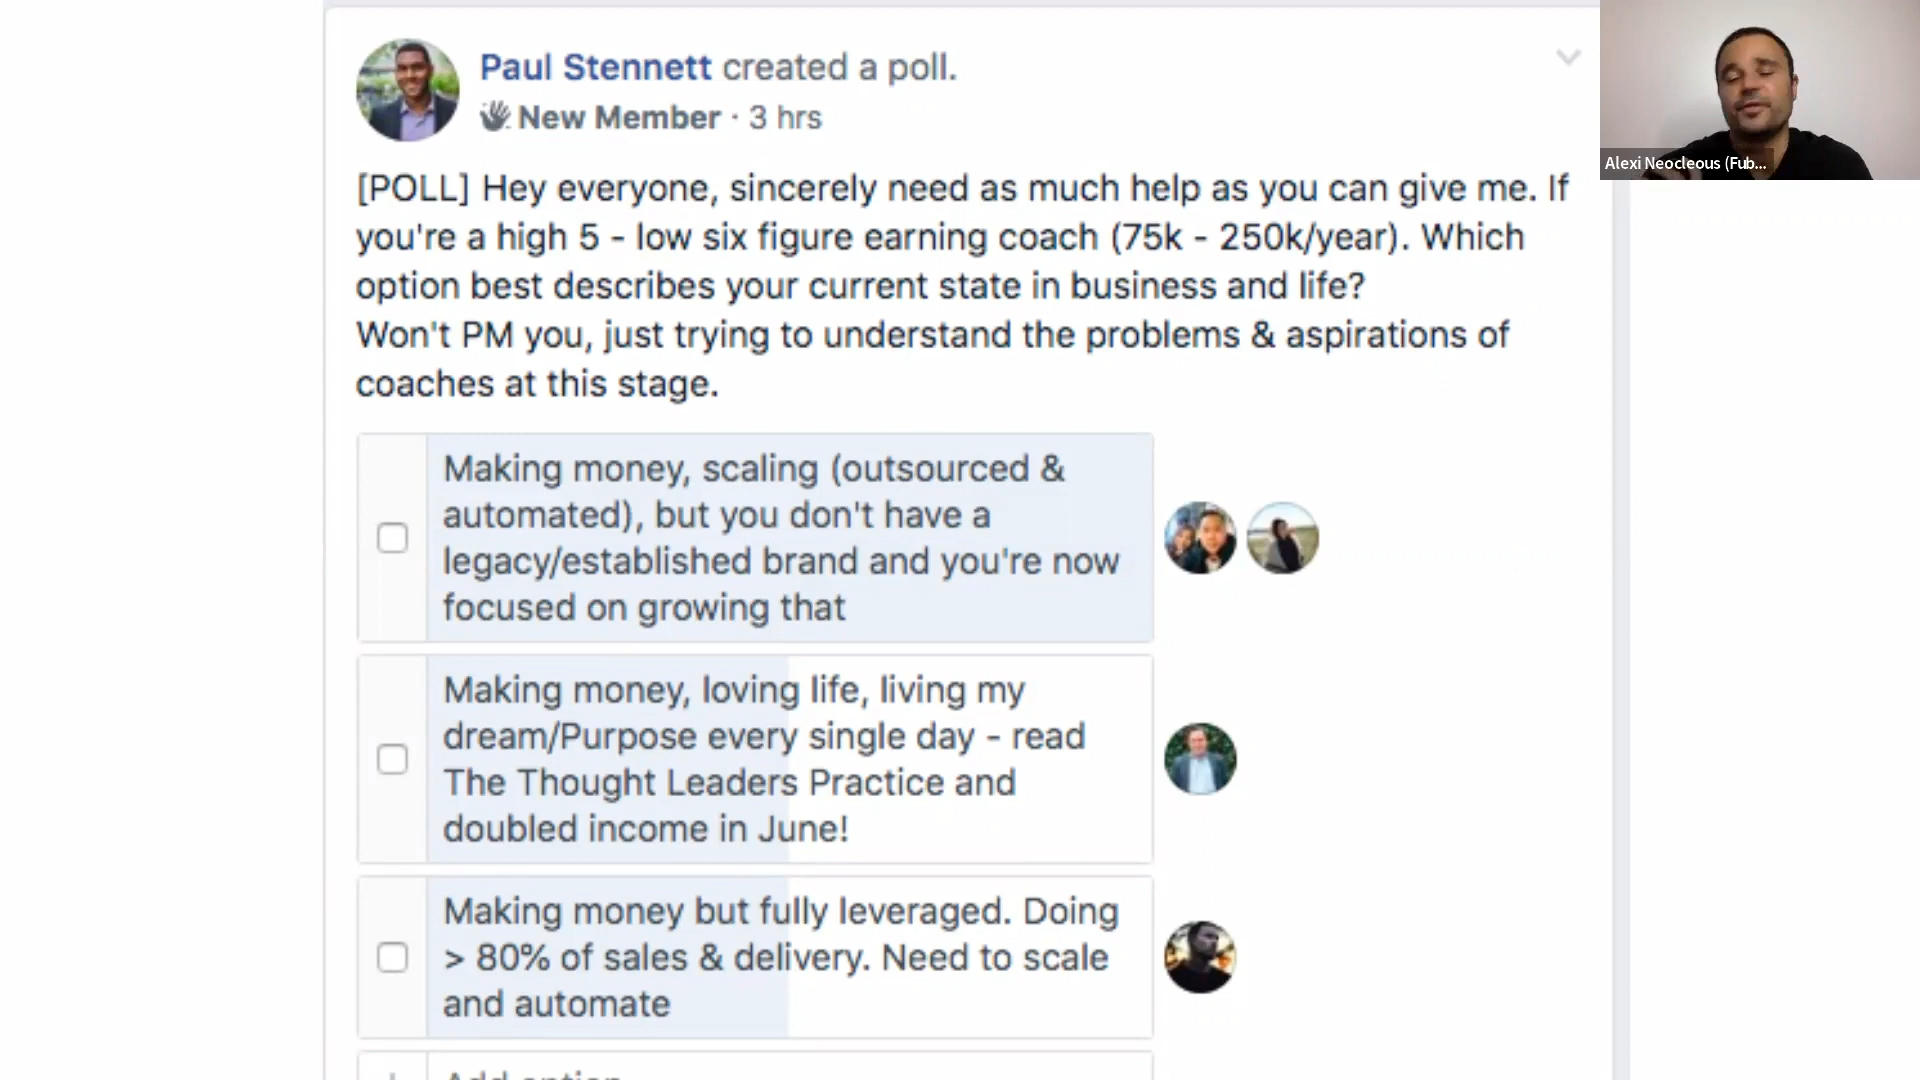 Paul Stennett created a poll.
New Member · 3 hrs
Alexi Neocleous (Fub...
[POLL] Hey everyone, sincerely need as much help as you can give me. If
you're a high 5 - low six figure earning coach (75k - 250k/year). Which
option best describes your current state in business and life?
Won't PM you, just trying to understand the problems & aspirations of
coaches at this stage.
Making money, scaling (outsourced &
automated), but you don't have a
legacy/established brand and you're now
focused on growing that
Making money, loving life, living my
dream/Purpose every single day - read
The Thought Leaders Practice and
doubled income in June!
Making money but fully leveraged. Doing
> 80% of sales & delivery. Need to scale
and automate
Add option